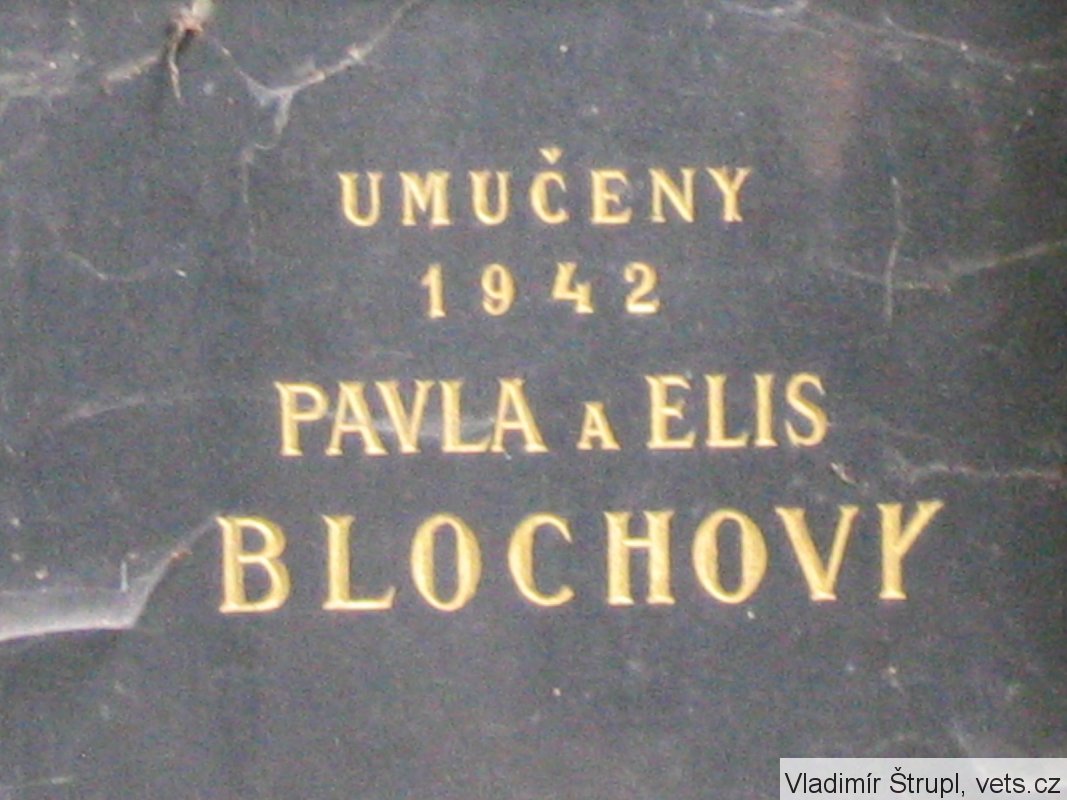 UMUČENY
1942
PAVLA A ELIS
BLOCHOVY
Vladimír Štrupl, vets.cz